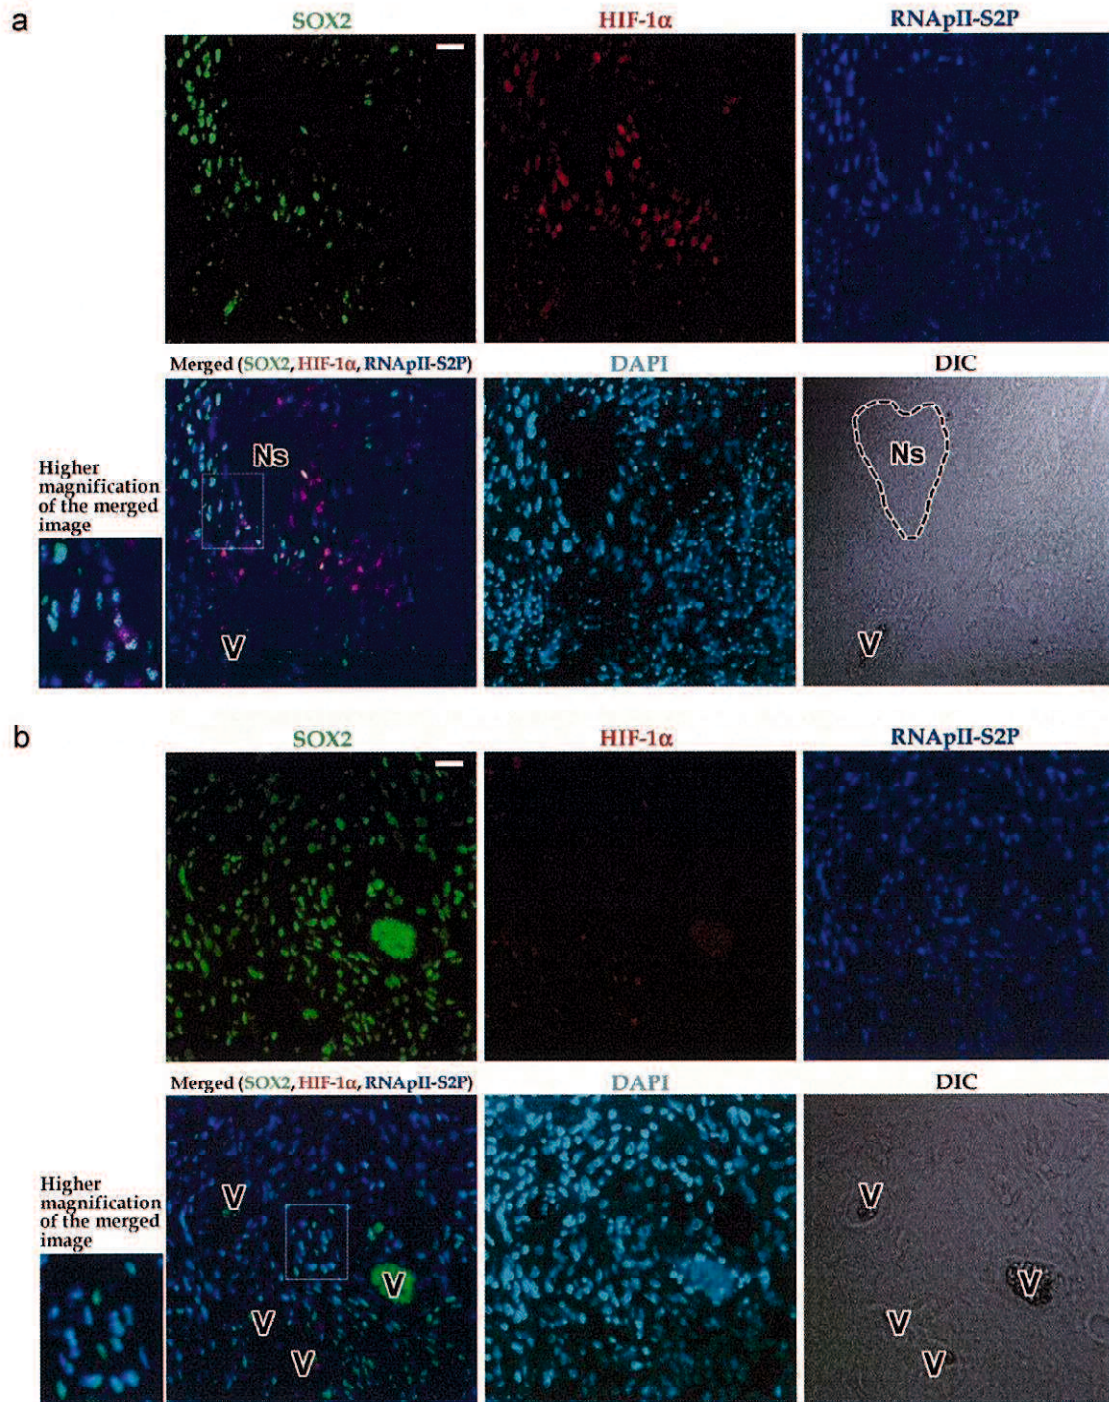 a
SOX2
HIF-1α
RNApII-S2P
Merged (SOX2, HIF-1α, RNApII-S2P)
DAPI
DIC
Higher
magnification
of the merged
image
Ns
V
Ns
V
b
SOX2
HIF-1α
RNApII-S2P
Merged (SOX2, HIF-1α, RNApII-S2P)
DAPI
DIC
Higher
magnification
of the merged
image
V
V
V
V
V
V
V
V